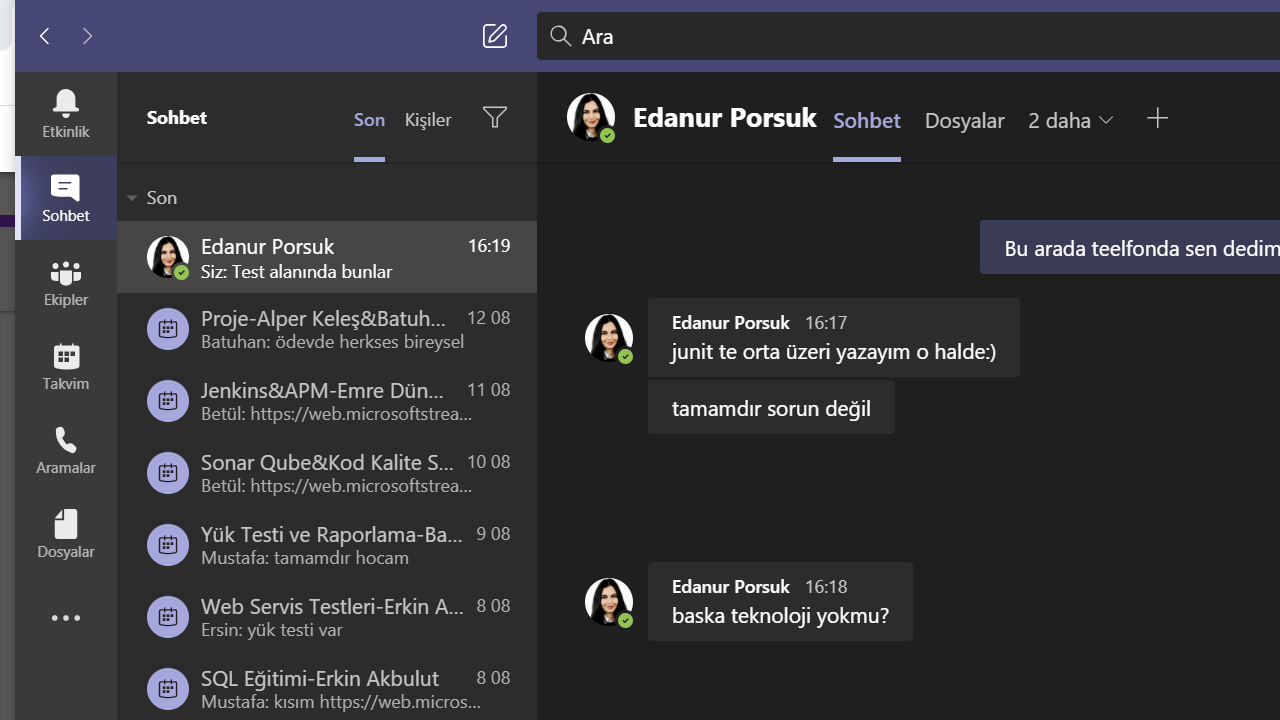 Ara
Etkinlik
Sohbet
Ekipler
Takvim
Aramalar
Dosyalar
Sohbet
Son
Kişiler
Son
Edanur Porsuk 16:19
Siz: Test alanında bunlar
Proje-Alper Keleş&Batuh... 12 08
Batuhan: ödevde herkses bireysel
Jenkins&APM-Emre Dün... 11 08
Betül: https://web.microsoftstrea...
Sonar Qube&Kod Kalite S... 10 08
Betül: https://web.microsoftstrea...
Yük Testi ve Raporlama-Ba... 9 08
Mustafa: tamamdır hocam
Web Servis Testleri-Erkin A... 8 08
Ersin: yük testi var
SQL Eğitimi-Erkin Akbulut 8 08
Mustafa: kısım https://web.micros...
Edanur Porsuk
Sohbet
Dosyalar
2 daha
Bu arada teelfonda sen dedim
Edanur Porsuk 16:17
junit te orta üzeri yazayım o halde:)
tamamdır sorun değil
Edanur Porsuk 16:18
baska teknoloji yokmu?